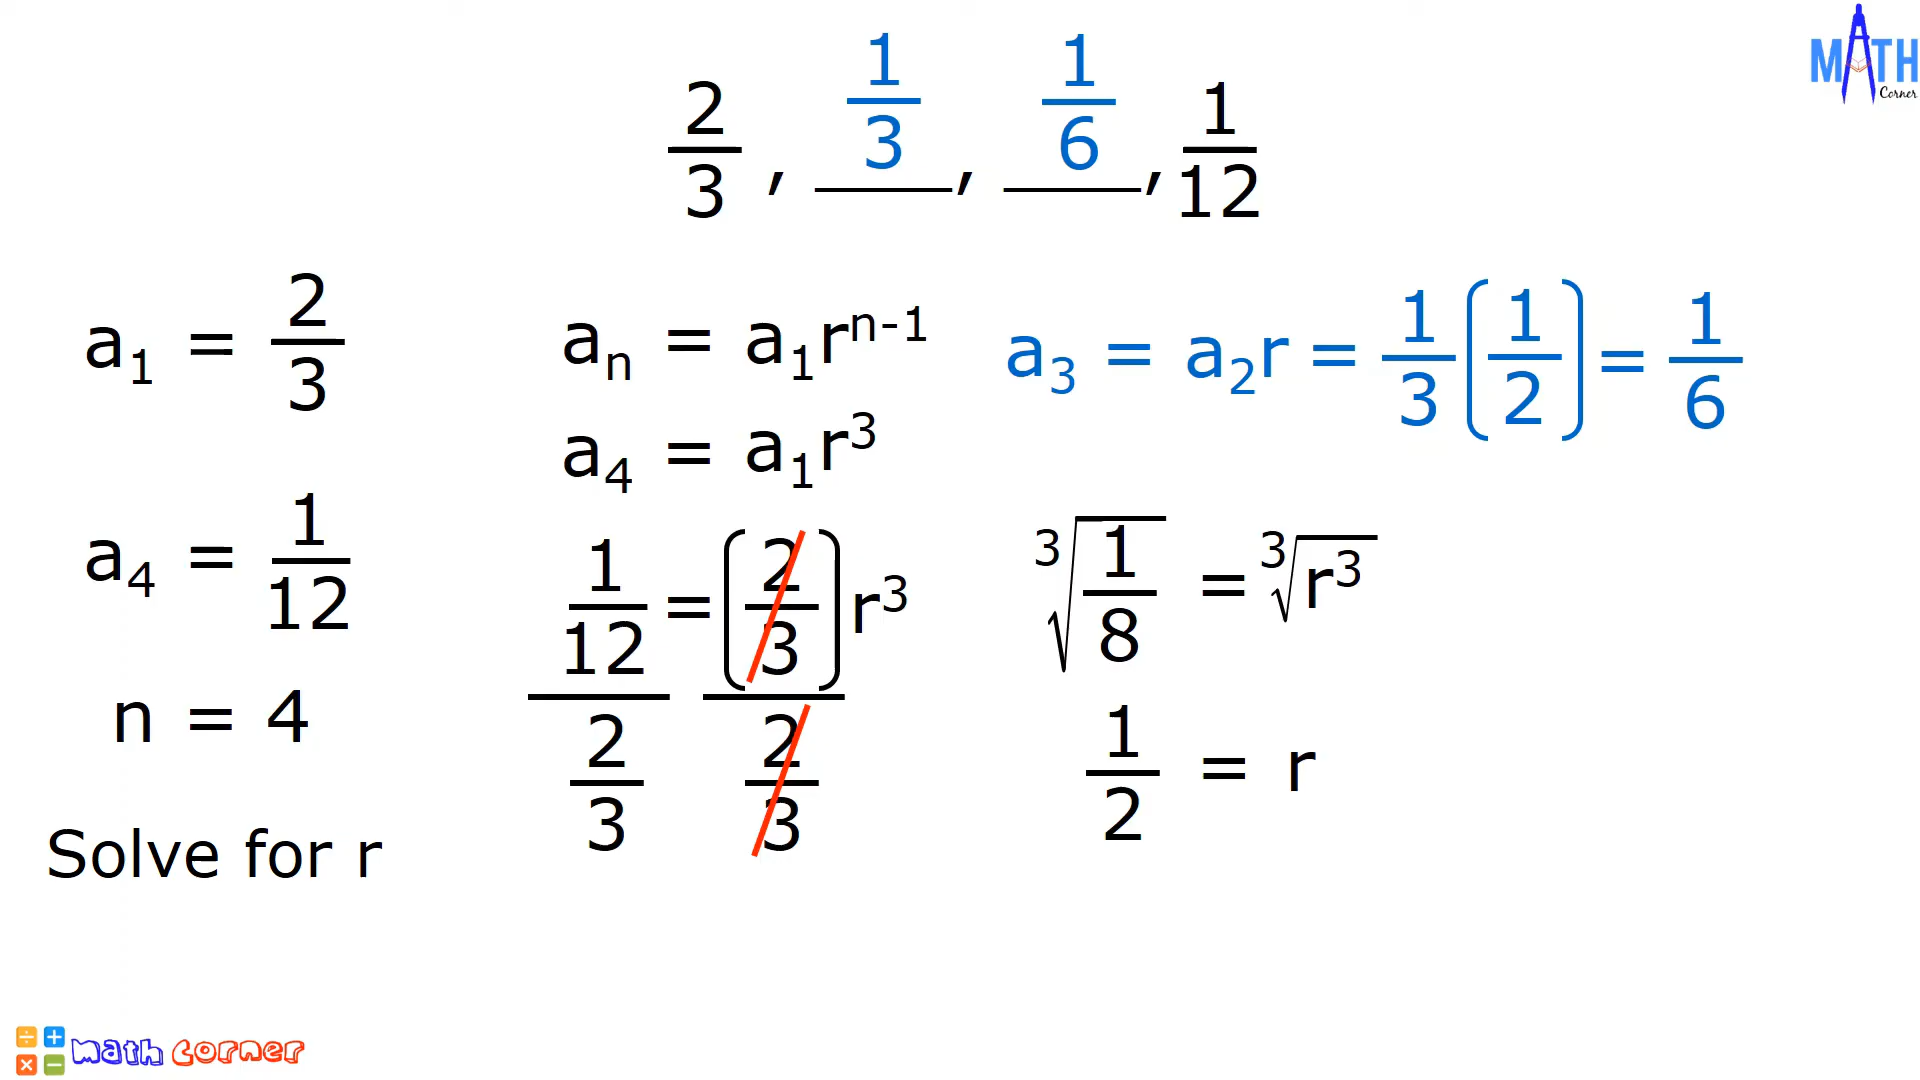 2/3 , 1/3 , 1/6 , 1/12
MATH
Corner
a₁ = 2/3
a₄ = 1/12
n = 4
Solve for r
aₙ = a₁rⁿ⁻¹
a₄ = a₁r³
1/12 = (2/3) r³
2/3 2/3
a₃ = a₂r = 1/3 (1/2) = 1/6
∛(1/8) = ∛(r³)
1/2 = r
÷ + × −
math corner